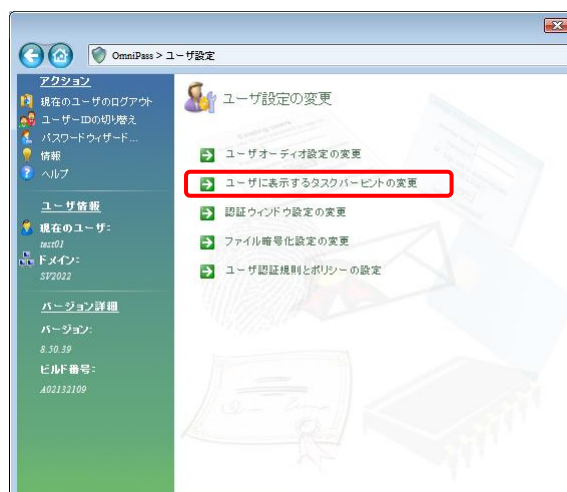 OmniPass > ユーザ設定
アクション
現在のユーザのログアウト
ユーザーIDの切り替え
パスワードウィザード...
情報
ヘルプ
ユーザ情報
現在のユーザ:
test01
ドメイン:
SV2022
バージョン詳細
バージョン:
8.50.39
ビルド番号:
A02132109
ユーザ設定の変更
ユーザオーディオ設定の変更
ユーザに表示するタスクバーヒントの変更
認証ウィンドウ設定の変更
ファイル暗号化設定の変更
ユーザ認証規則とポリシーの設定